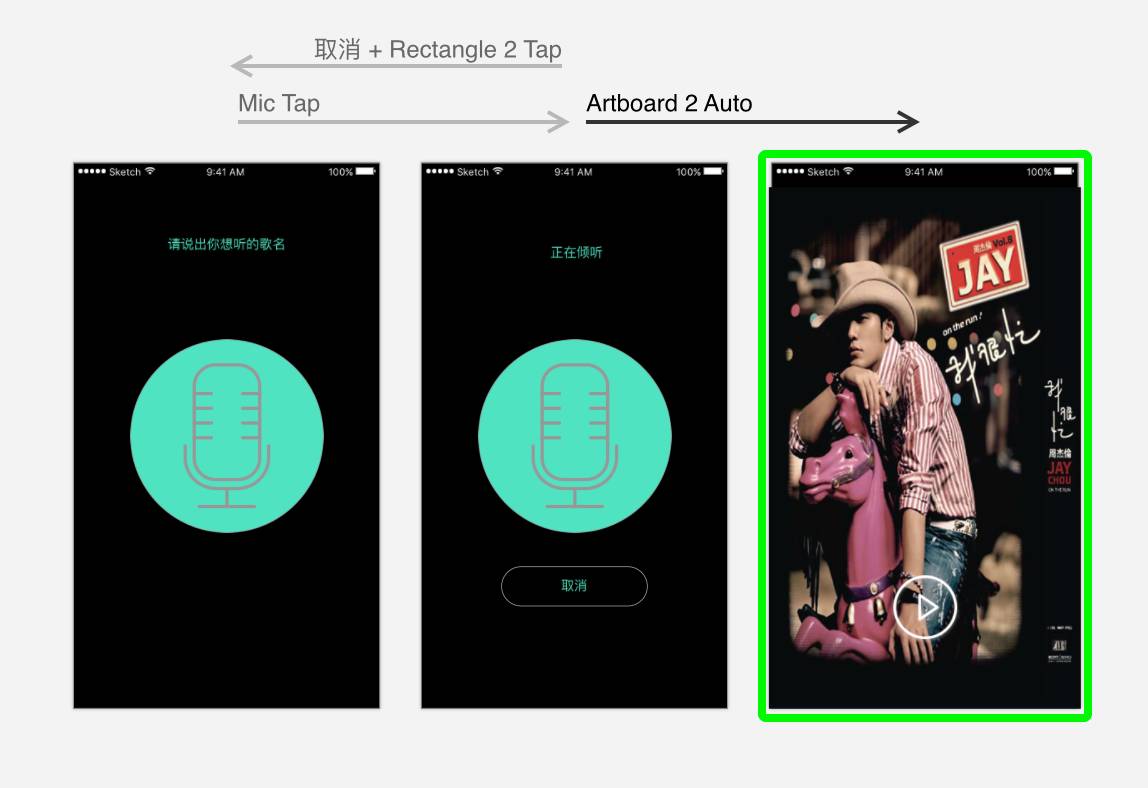 取消 + Rectangle 2 Tap
Mic Tap
Artboard 2 Auto
Sketch 9:41 AM 100%
请说出你想听的歌名
Sketch 9:41 AM 100%
正在倾听
取消
Sketch 9:41 AM 100%
周杰倫 Vol.8
JAY
on the run!
我很忙
我很忙
周杰倫
JAY
CHOU
ON THE RUN